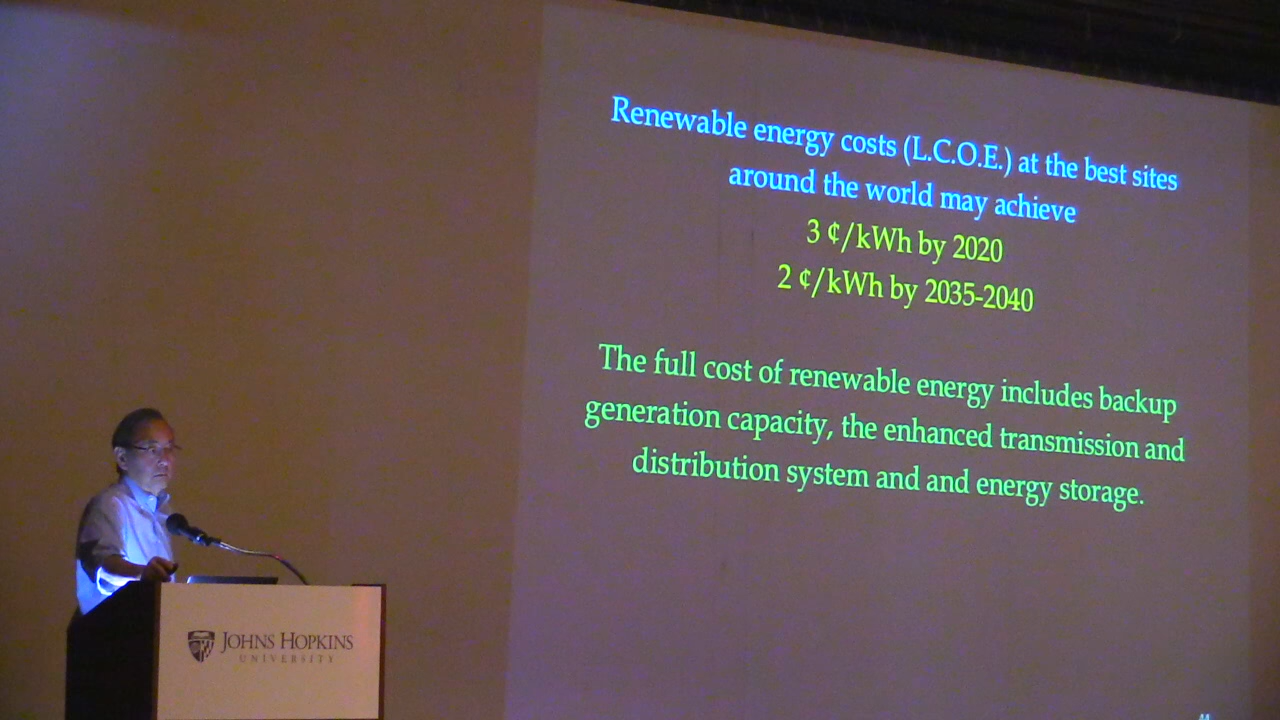 Renewable energy costs (L.C.O.E.) at the best sites
around the world may achieve
3 ¢/kWh by 2020
2 ¢/kWh by 2035-2040
The full cost of renewable energy includes backup
generation capacity, the enhanced transmission and
distribution system and and energy storage.
JOHNS HOPKINS
UNIVERSITY